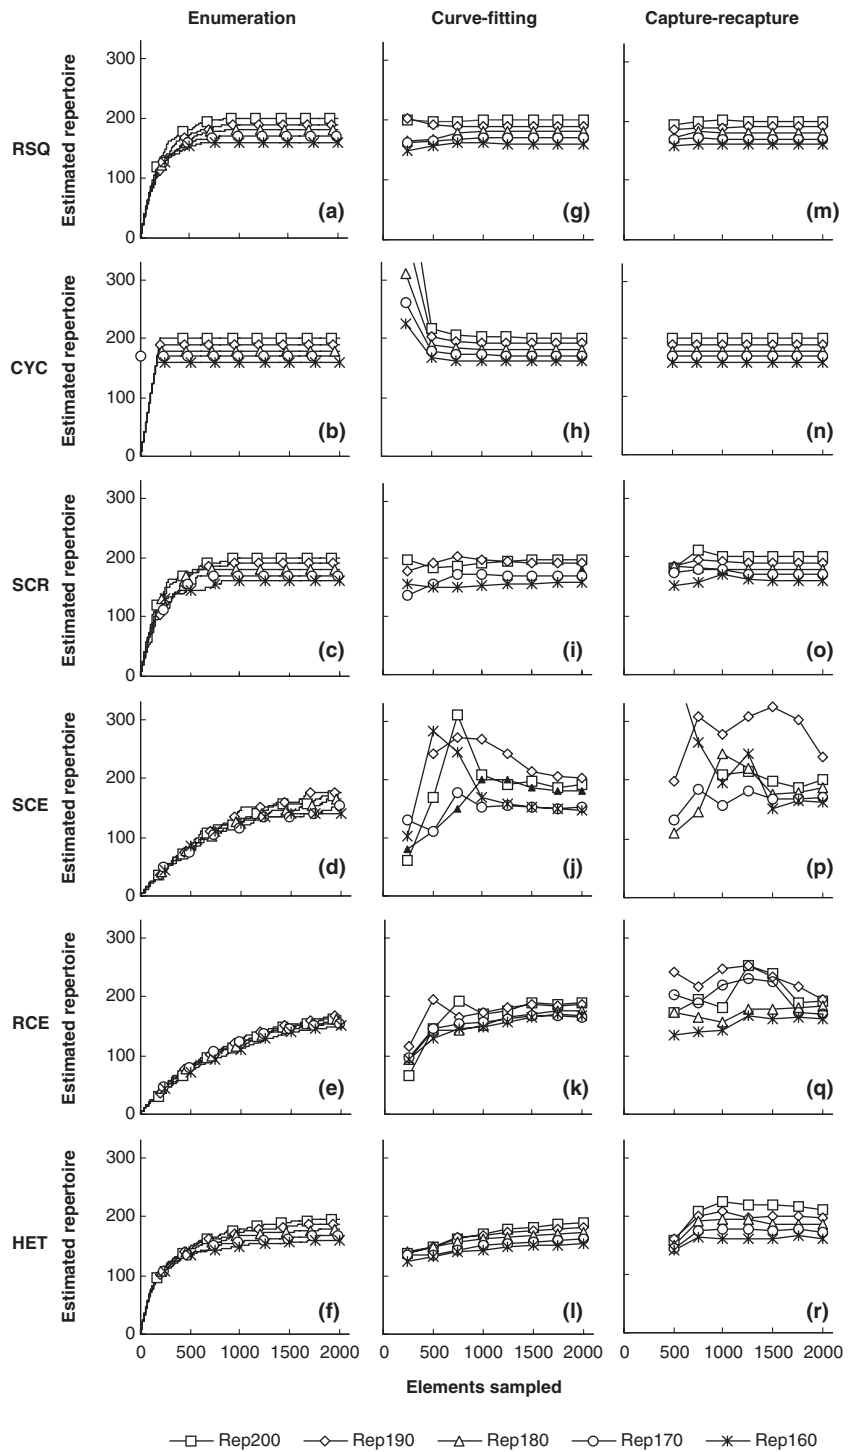 Enumeration Curve-fitting Capture-recapture
RSQ
Estimated repertoire
300
200
100
0
(a) (g) (m)
CYC
Estimated repertoire
300
200
100
0
(b) (h) (n)
SCR
Estimated repertoire
300
200
100
0
(c) (i) (o)
SCE
Estimated repertoire
300
200
100
0
(d) (j) (p)
RCE
Estimated repertoire
300
200
100
0
(e) (k) (q)
HET
Estimated repertoire
300
200
100
0
(f) (l) (r)
0 500 1000 1500 2000 0 500 1000 1500 2000 0 500 1000 1500 2000
Elements sampled
Rep200 Rep190 Rep180 Rep170 Rep160